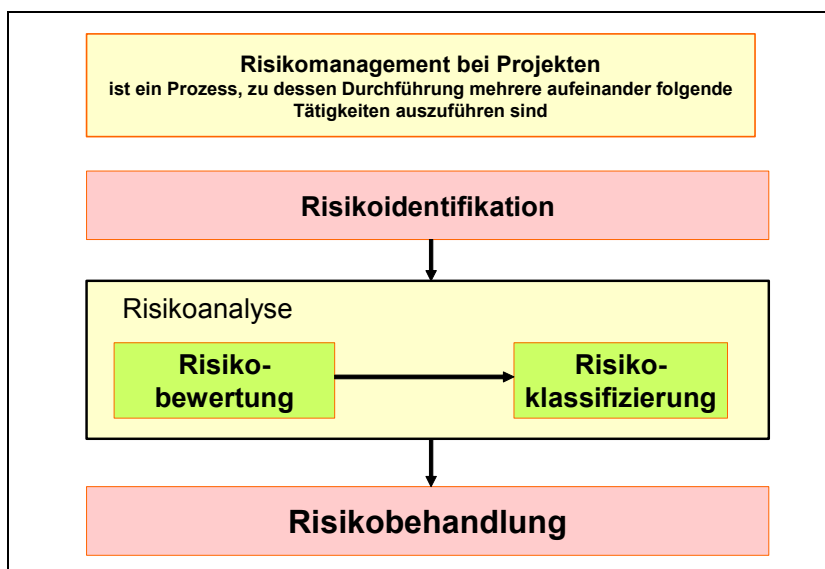 Risikomanagement bei Projekten
ist ein Prozess, zu dessen Durchführung mehrere aufeinander folgende
Tätigkeiten auszuführen sind
Risikoidentifikation
Risikoanalyse
Risiko-
bewertung
Risiko-
klassifizierung
Risikobehandlung